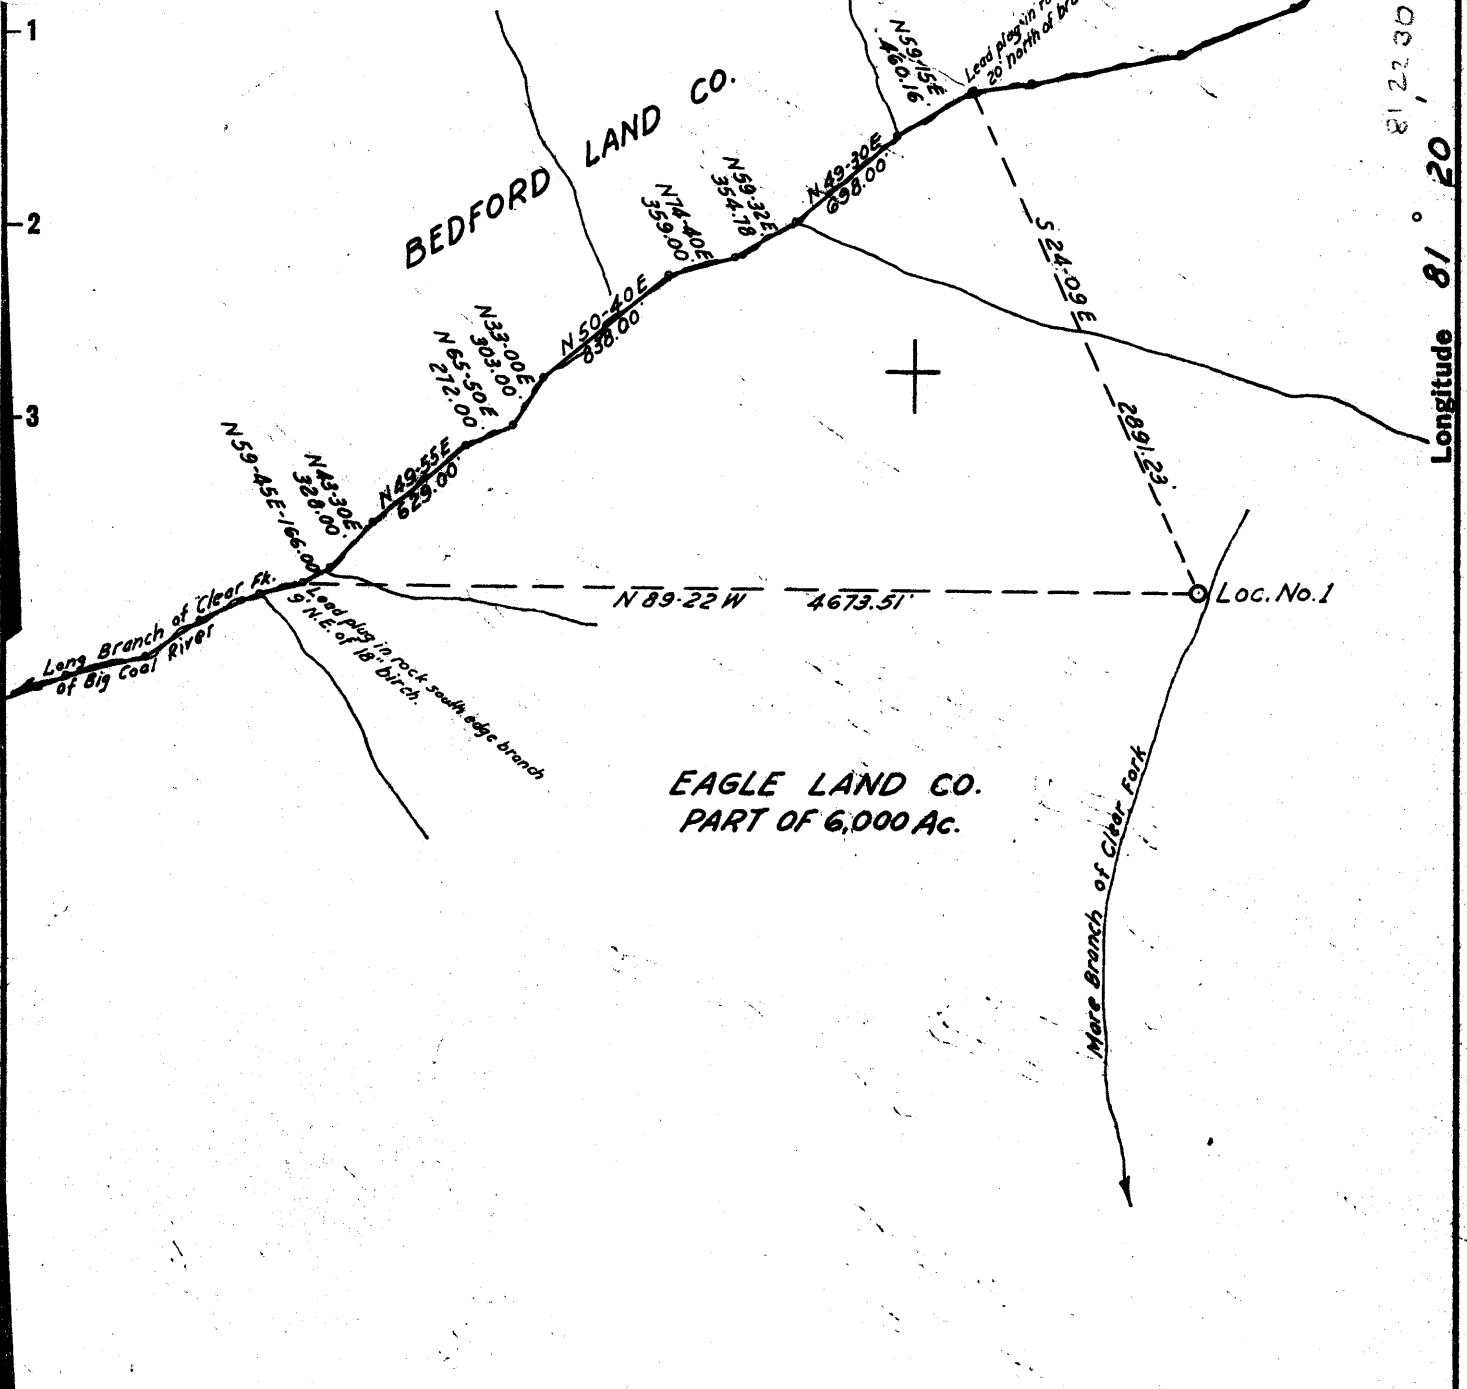 1
2
3
81,2230
Longitude 81° 20
BEDFORD LAND CO.
Lead plug in
20' north of
N59-15E
460.16'
N49-30E
698.00'
N59-32E
354.78
N74-40E
359.00'
N50-40E
838.00'
N33-00E
303.00'
N65-50E
272.00'
N49-55E
629.00'
N43-30E
328.00'
N59-45E-166.00
S 24-09 E
2891.23'
N 89-22 W 4673.51'
Loc. No. 1
Long Branch of Clear Fk.
of Big Coal River
Lead plug in rock south edge branch
9' N.E. of 18" birch.
EAGLE LAND CO.
PART OF 6,000 Ac.
More Branch of Clear Fork